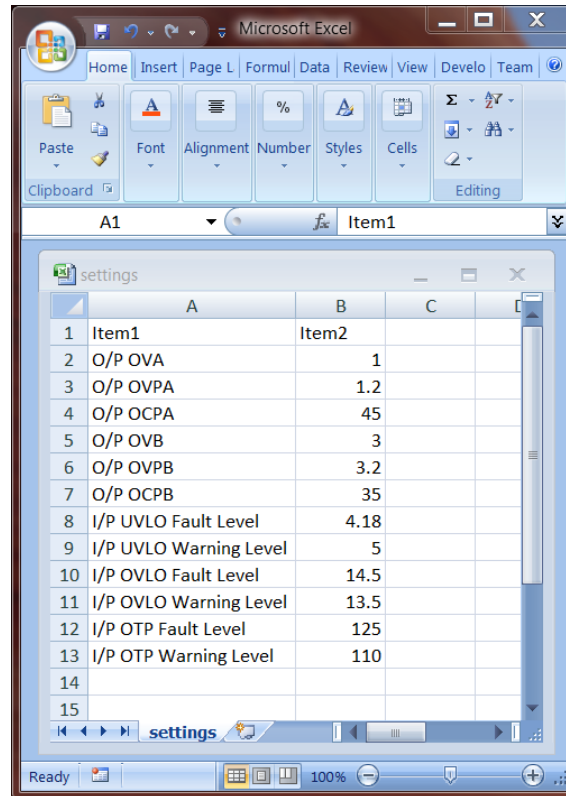 Microsoft Excel
Home Insert Page L Formul Data Review View Develo Team
Paste Font Alignment Number Styles Cells
% Σ
Clipboard Editing
A1 fx Item1
settings
A B C D
1 Item1 Item2
2 O/P OVA 1
3 O/P OVPA 1.2
4 O/P OCPA 45
5 O/P OVB 3
6 O/P OVPB 3.2
7 O/P OCPB 35
8 I/P UVLO Fault Level 4.18
9 I/P UVLO Warning Level 5
10 I/P OVLO Fault Level 14.5
11 I/P OVLO Warning Level 13.5
12 I/P OTP Fault Level 125
13 I/P OTP Warning Level 110
14
15
settings
Ready 100%